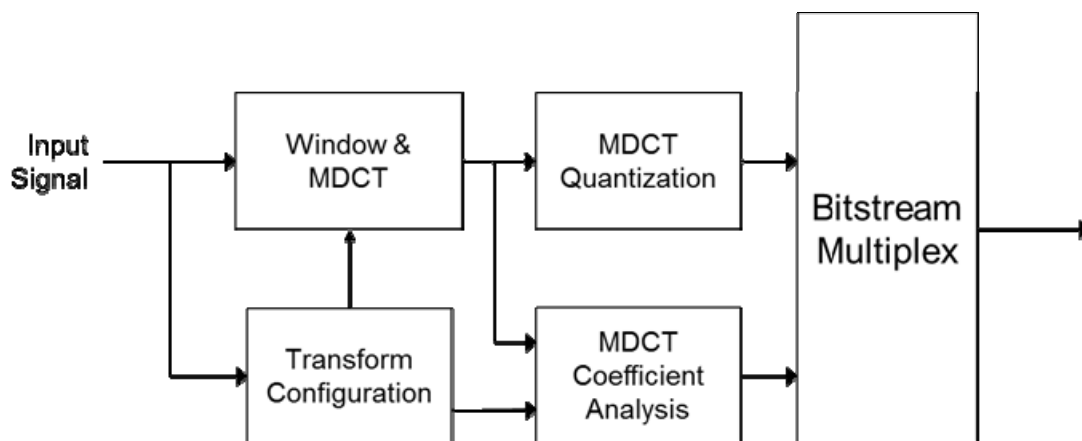 Input
Signal
Window &
MDCT
MDCT
Quantization
Bitstream
Multiplex
Transform
Configuration
MDCT
Coefficient
Analysis